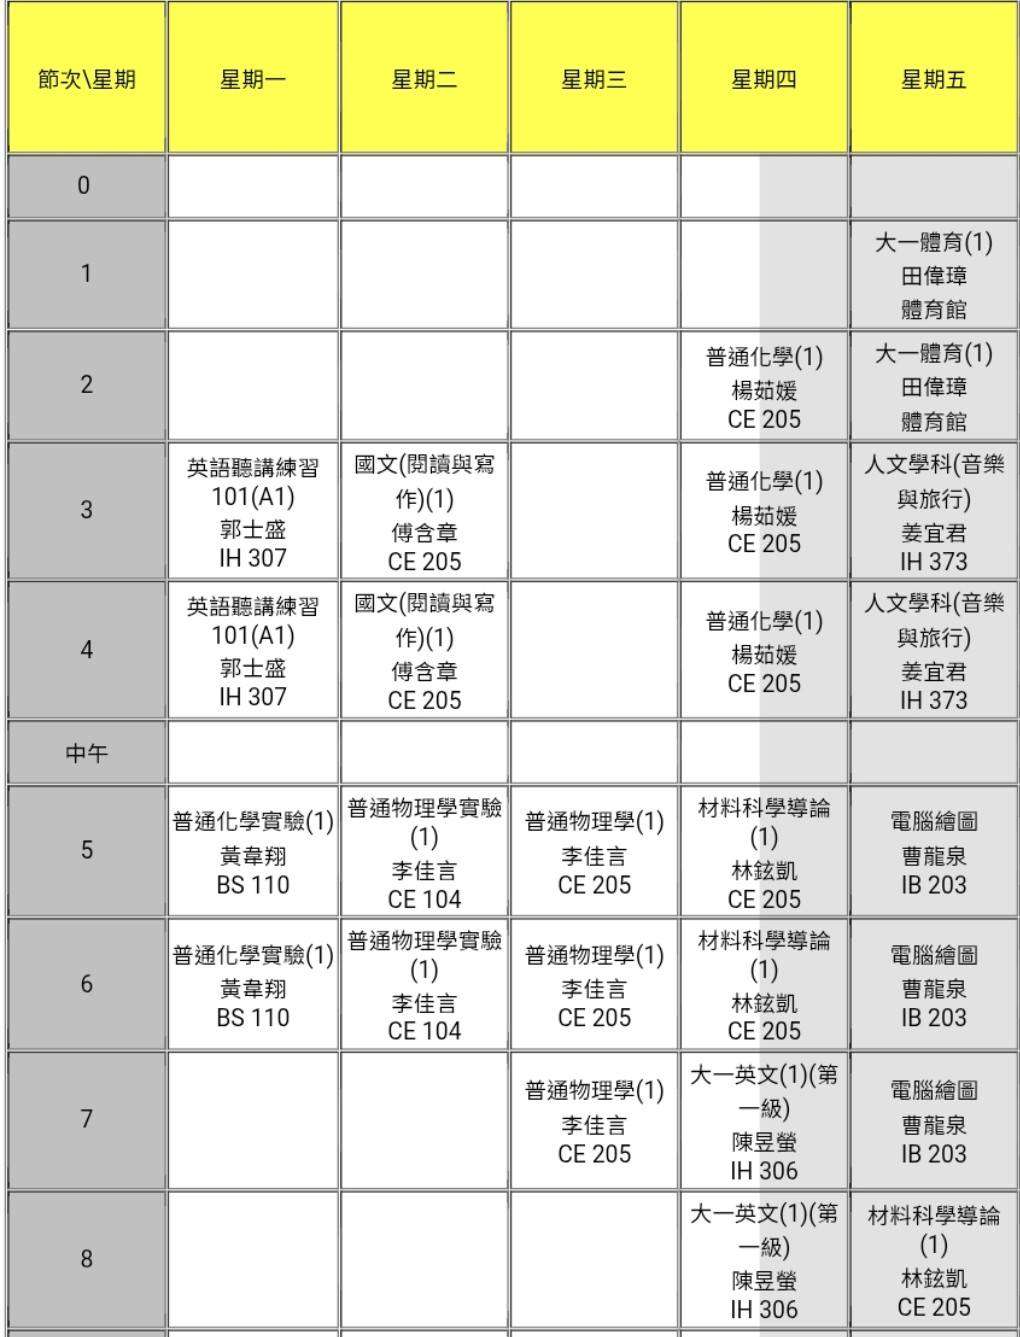 節次\星期
星期一
星期二
星期三
星期四
星期五
0
1
大一體育(1)
田偉璋
體育館
2
普通化學(1)
楊茹媛
CE 205
大一體育(1)
田偉璋
體育館
3
英語聽講練習
101(A1)
郭士盛
IH 307
國文(閱讀與寫
作)(1)
傅含章
CE 205
普通化學(1)
楊茹媛
CE 205
人文學科(音樂
與旅行)
姜宜君
IH 373
4
英語聽講練習
101(A1)
郭士盛
IH 307
國文(閱讀與寫
作)(1)
傅含章
CE 205
普通化學(1)
楊茹媛
CE 205
人文學科(音樂
與旅行)
姜宜君
IH 373
中午
5
普通化學實驗(1)
黃韋翔
BS 110
普通物理學實驗
(1)
李佳言
CE 104
普通物理學(1)
李佳言
CE 205
材料科學導論
(1)
林鉉凱
CE 205
電腦繪圖
曹龍泉
IB 203
6
普通化學實驗(1)
黃韋翔
BS 110
普通物理學實驗
(1)
李佳言
CE 104
普通物理學(1)
李佳言
CE 205
材料科學導論
(1)
林鉉凱
CE 205
電腦繪圖
曹龍泉
IB 203
7
普通物理學(1)
李佳言
CE 205
大一英文(1)(第
一級)
陳昱螢
IH 306
電腦繪圖
曹龍泉
IB 203
8
大一英文(1)(第
一級)
陳昱螢
IH 306
材料科學導論
(1)
林鉉凱
CE 205